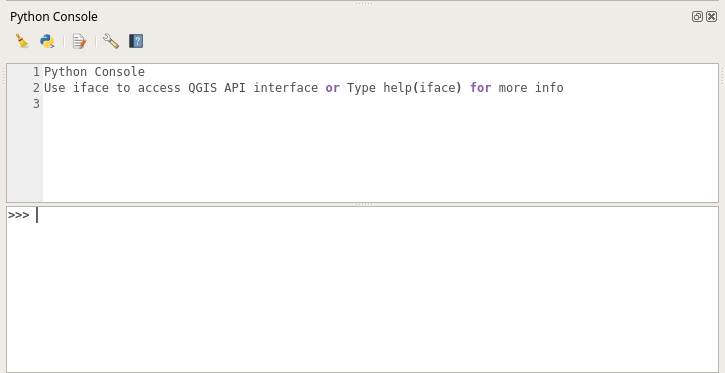 Python Console
1 Python Console
2 Use iface to access QGIS API interface or Type help(iface) for more info
3
>>>